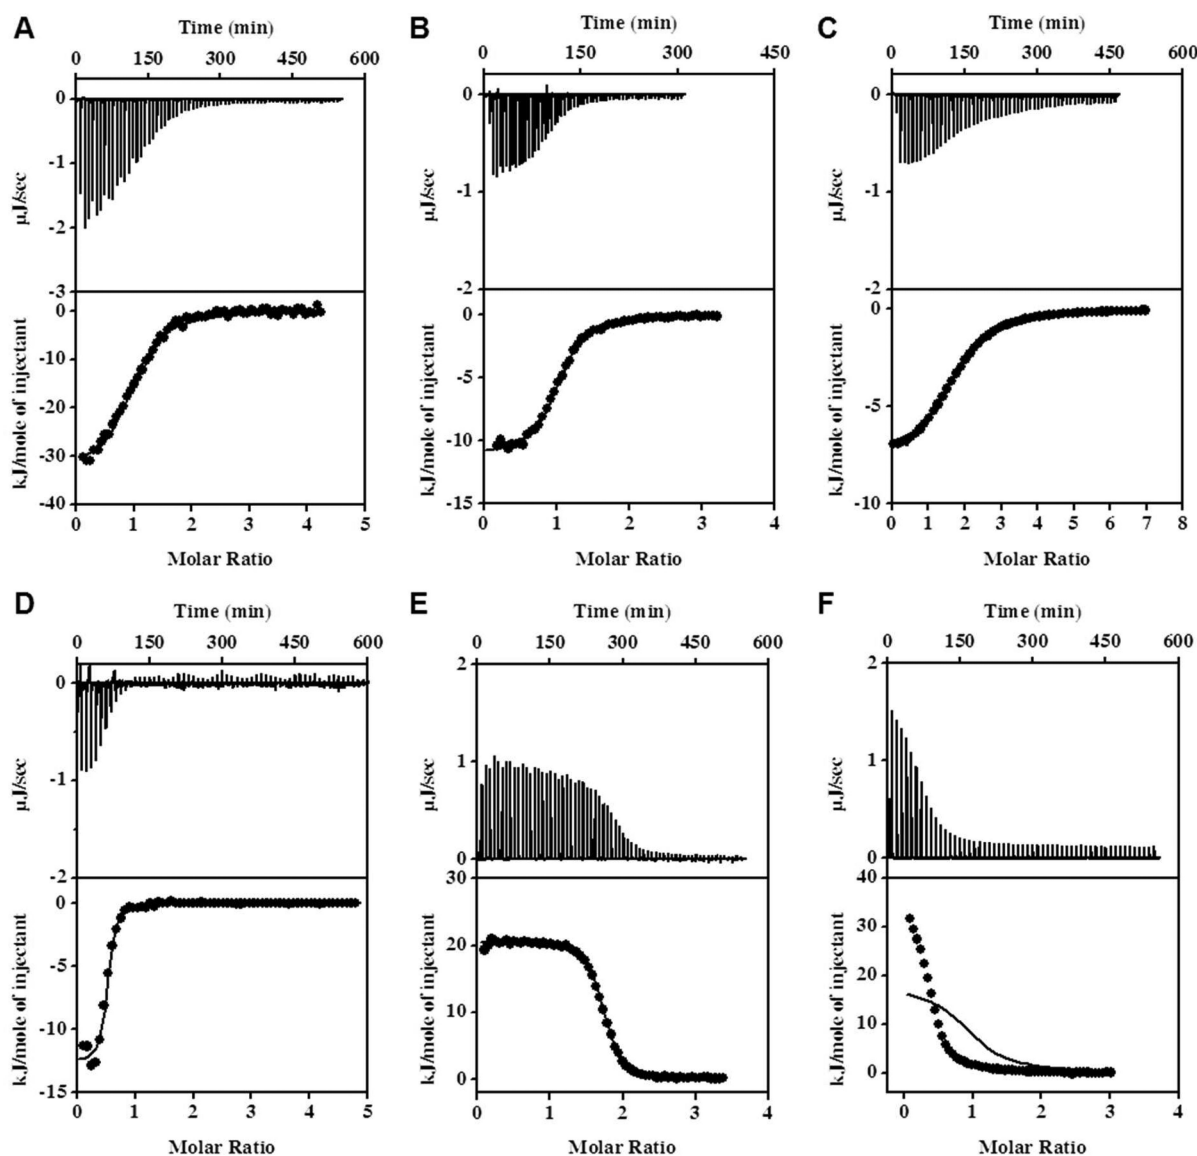 A
Time (min)
0 150 300 450 600
0
-1
-2
-3
µJ/sec
0
-10
-20
-30
-40
kJ/mole of injectant
0 1 2 3 4 5
Molar Ratio
B
Time (min)
0 150 300 450
0
-1
-2
µJ/sec
0
-5
-10
-15
kJ/mole of injectant
0 1 2 3 4
Molar Ratio
C
Time (min)
0 150 300 450 600
0
-1
-2
µJ/sec
0
-5
-10
kJ/mole of injectant
0 1 2 3 4 5 6 7 8
Molar Ratio
D
Time (min)
0 150 300 450 600
0
-1
-2
µJ/sec
0
-5
-10
-15
kJ/mole of injectant
0 1 2 3 4 5
Molar Ratio
E
Time (min)
0 150 300 450 600
2
1
0
µJ/sec
30
20
10
0
kJ/mole of injectant
0 1 2 3 4
Molar Ratio
F
Time (min)
0 150 300 450 600
2
1
0
µJ/sec
40
30
20
10
0
kJ/mole of injectant
0 1 2 3 4
Molar Ratio